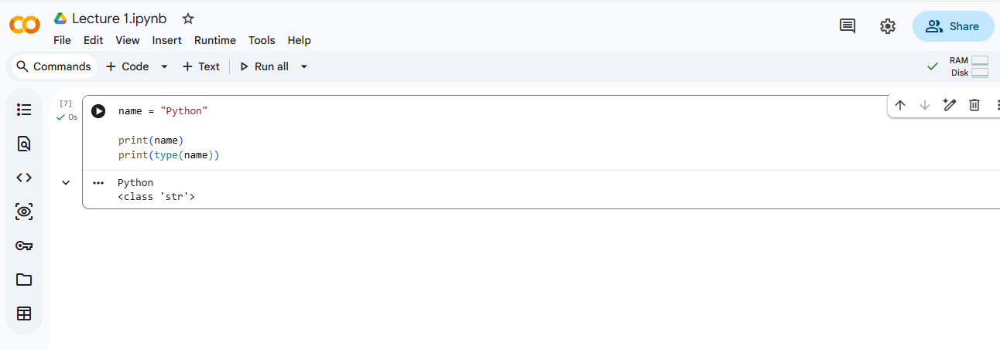 Lecture 1.ipynb
File Edit View Insert Runtime Tools Help
Share
Commands + Code + Text Run all
RAM
Disk
[7]
0s
name = "Python"
print(name)
print(type(name))
Python
<class 'str'>